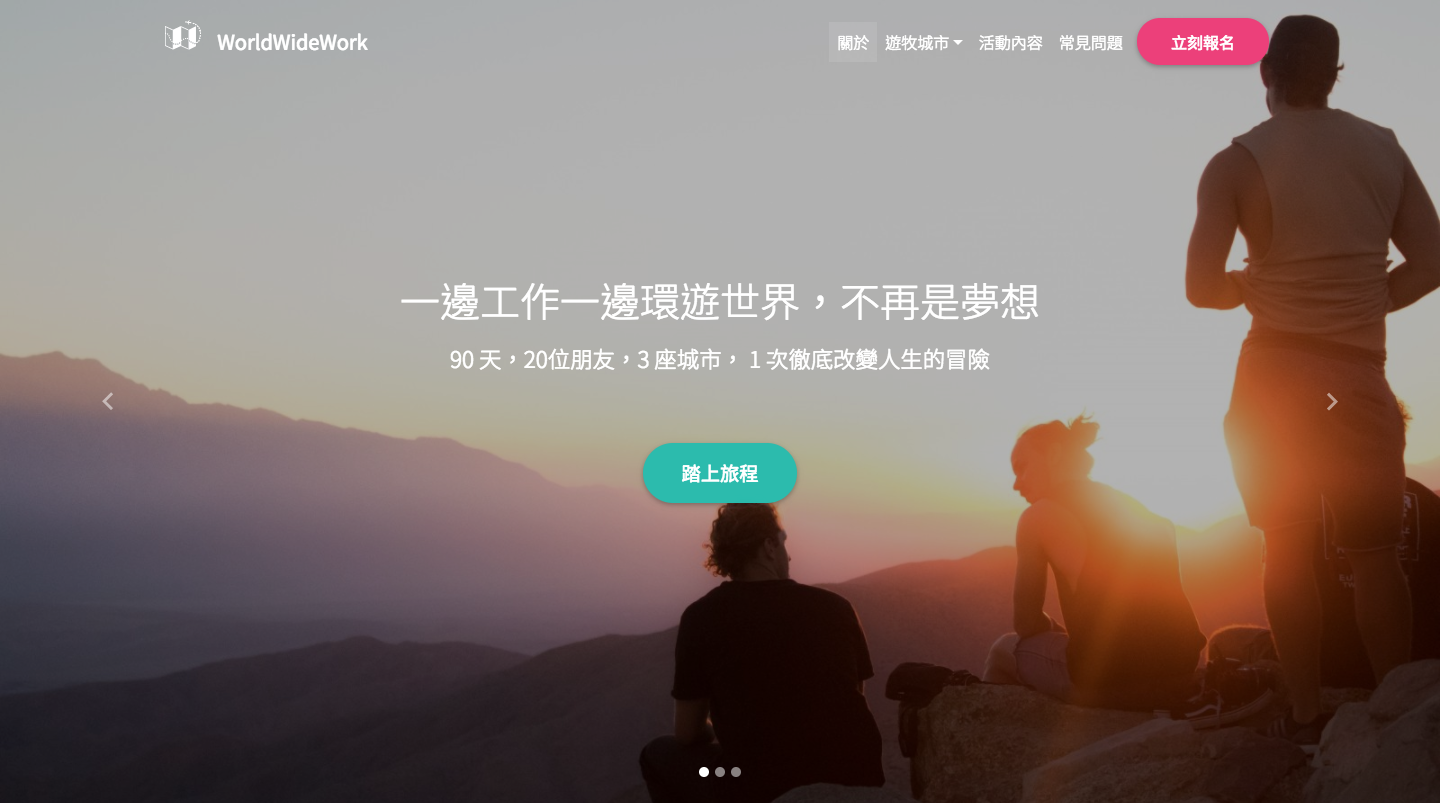 WorldWideWork
關於 遊牧城市 活動內容 常見問題 立刻報名
一邊工作一邊環遊世界，不再是夢想
90 天，20位朋友，3 座城市， 1 次徹底改變人生的冒險
踏上旅程